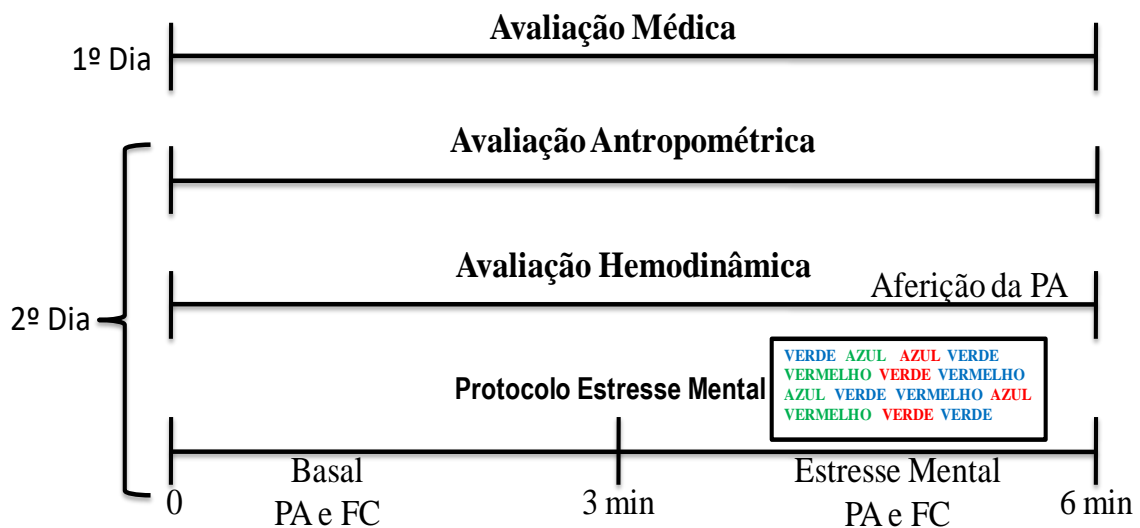 Avaliação Médica
1º Dia
Avaliação Antropométrica
Avaliação Hemodinâmica
Aferição da PA
2º Dia
VERDE AZUL AZUL VERDE
VERMELHO VERDE VERMELHO
AZUL VERDE VERMELHO AZUL
VERMELHO VERDE VERDE
Protocolo Estresse Mental
Basal
PA e FC
Estresse Mental
PA e FC
0
3 min
6 min